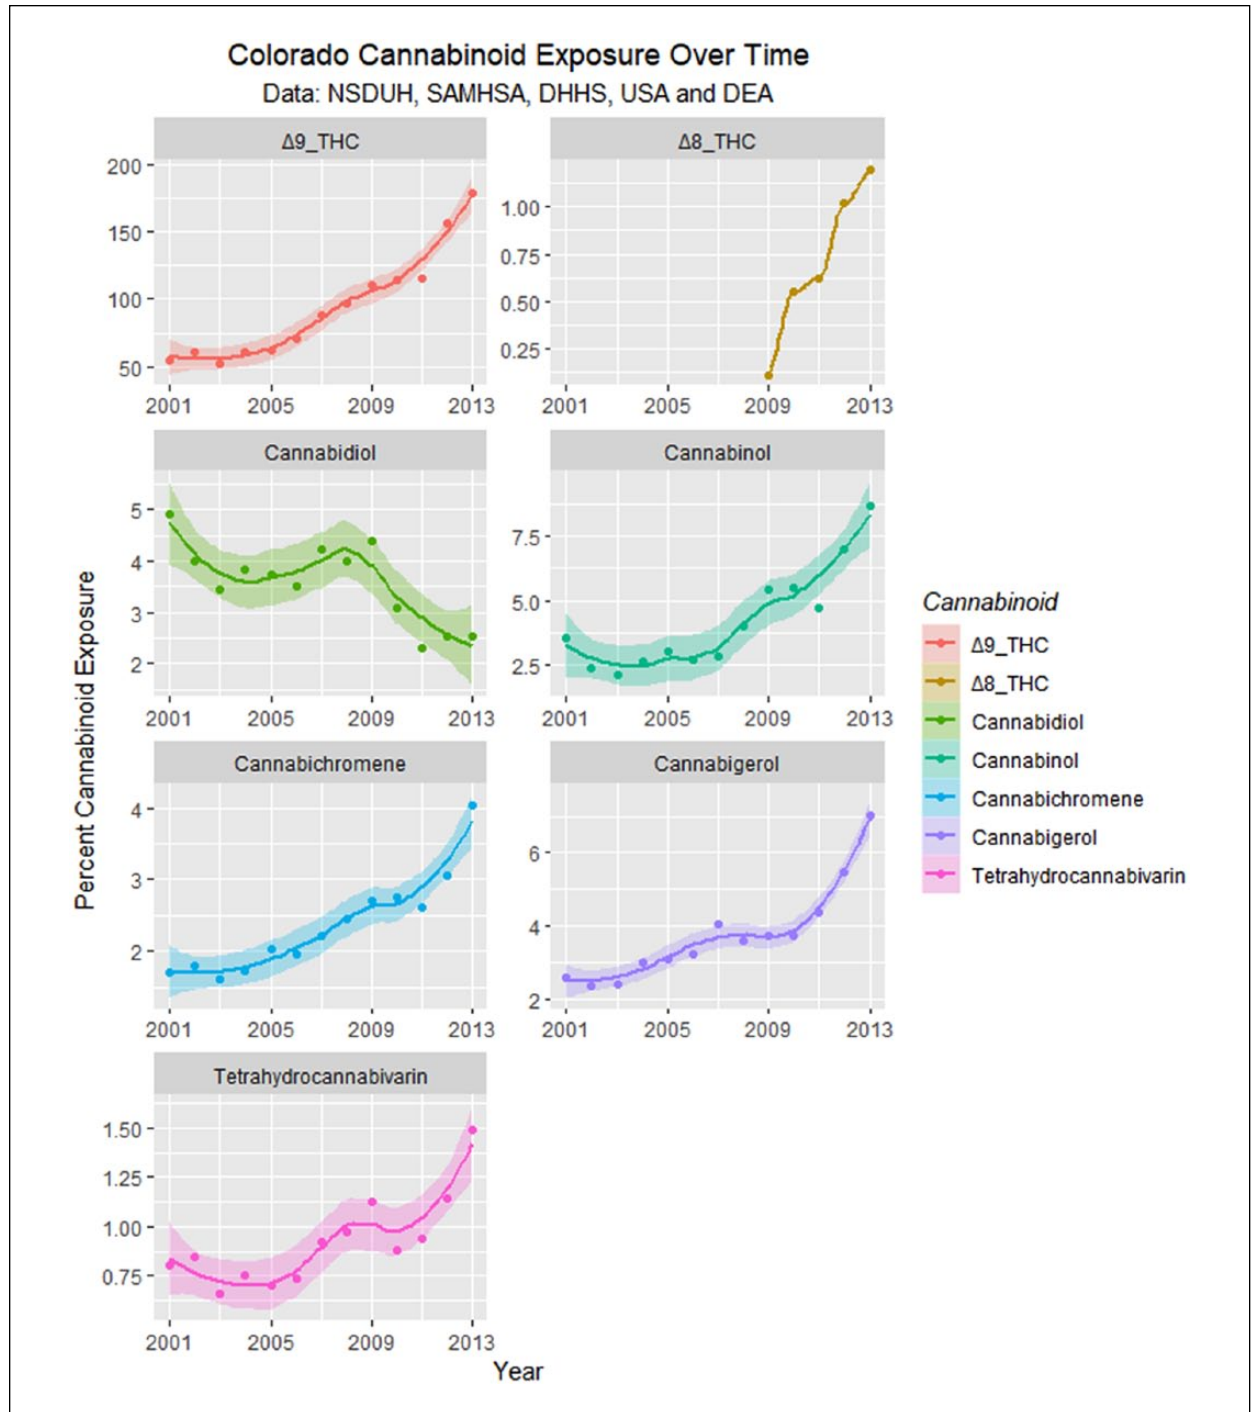 Colorado Cannabinoid Exposure Over Time
Data: NSDUH, SAMHSA, DHHS, USA and DEA
Δ9_THC
200
150
100
50
2001 2005 2009 2013
Δ8_THC
1.00
0.75
0.50
0.25
2001 2005 2009 2013
Cannabidiol
5
4
3
2
2001 2005 2009 2013
Cannabinol
7.5
5.0
2.5
2001 2005 2009 2013
Cannabichromene
4
3
2
2001 2005 2009 2013
Cannabigerol
6
4
2
2001 2005 2009 2013
Tetrahydrocannabivarin
1.50
1.25
1.00
0.75
2001 2005 2009 2013
Percent Cannabinoid Exposure
Year
Cannabinoid
Δ9_THC
Δ8_THC
Cannabidiol
Cannabinol
Cannabichromene
Cannabigerol
Tetrahydrocannabivarin